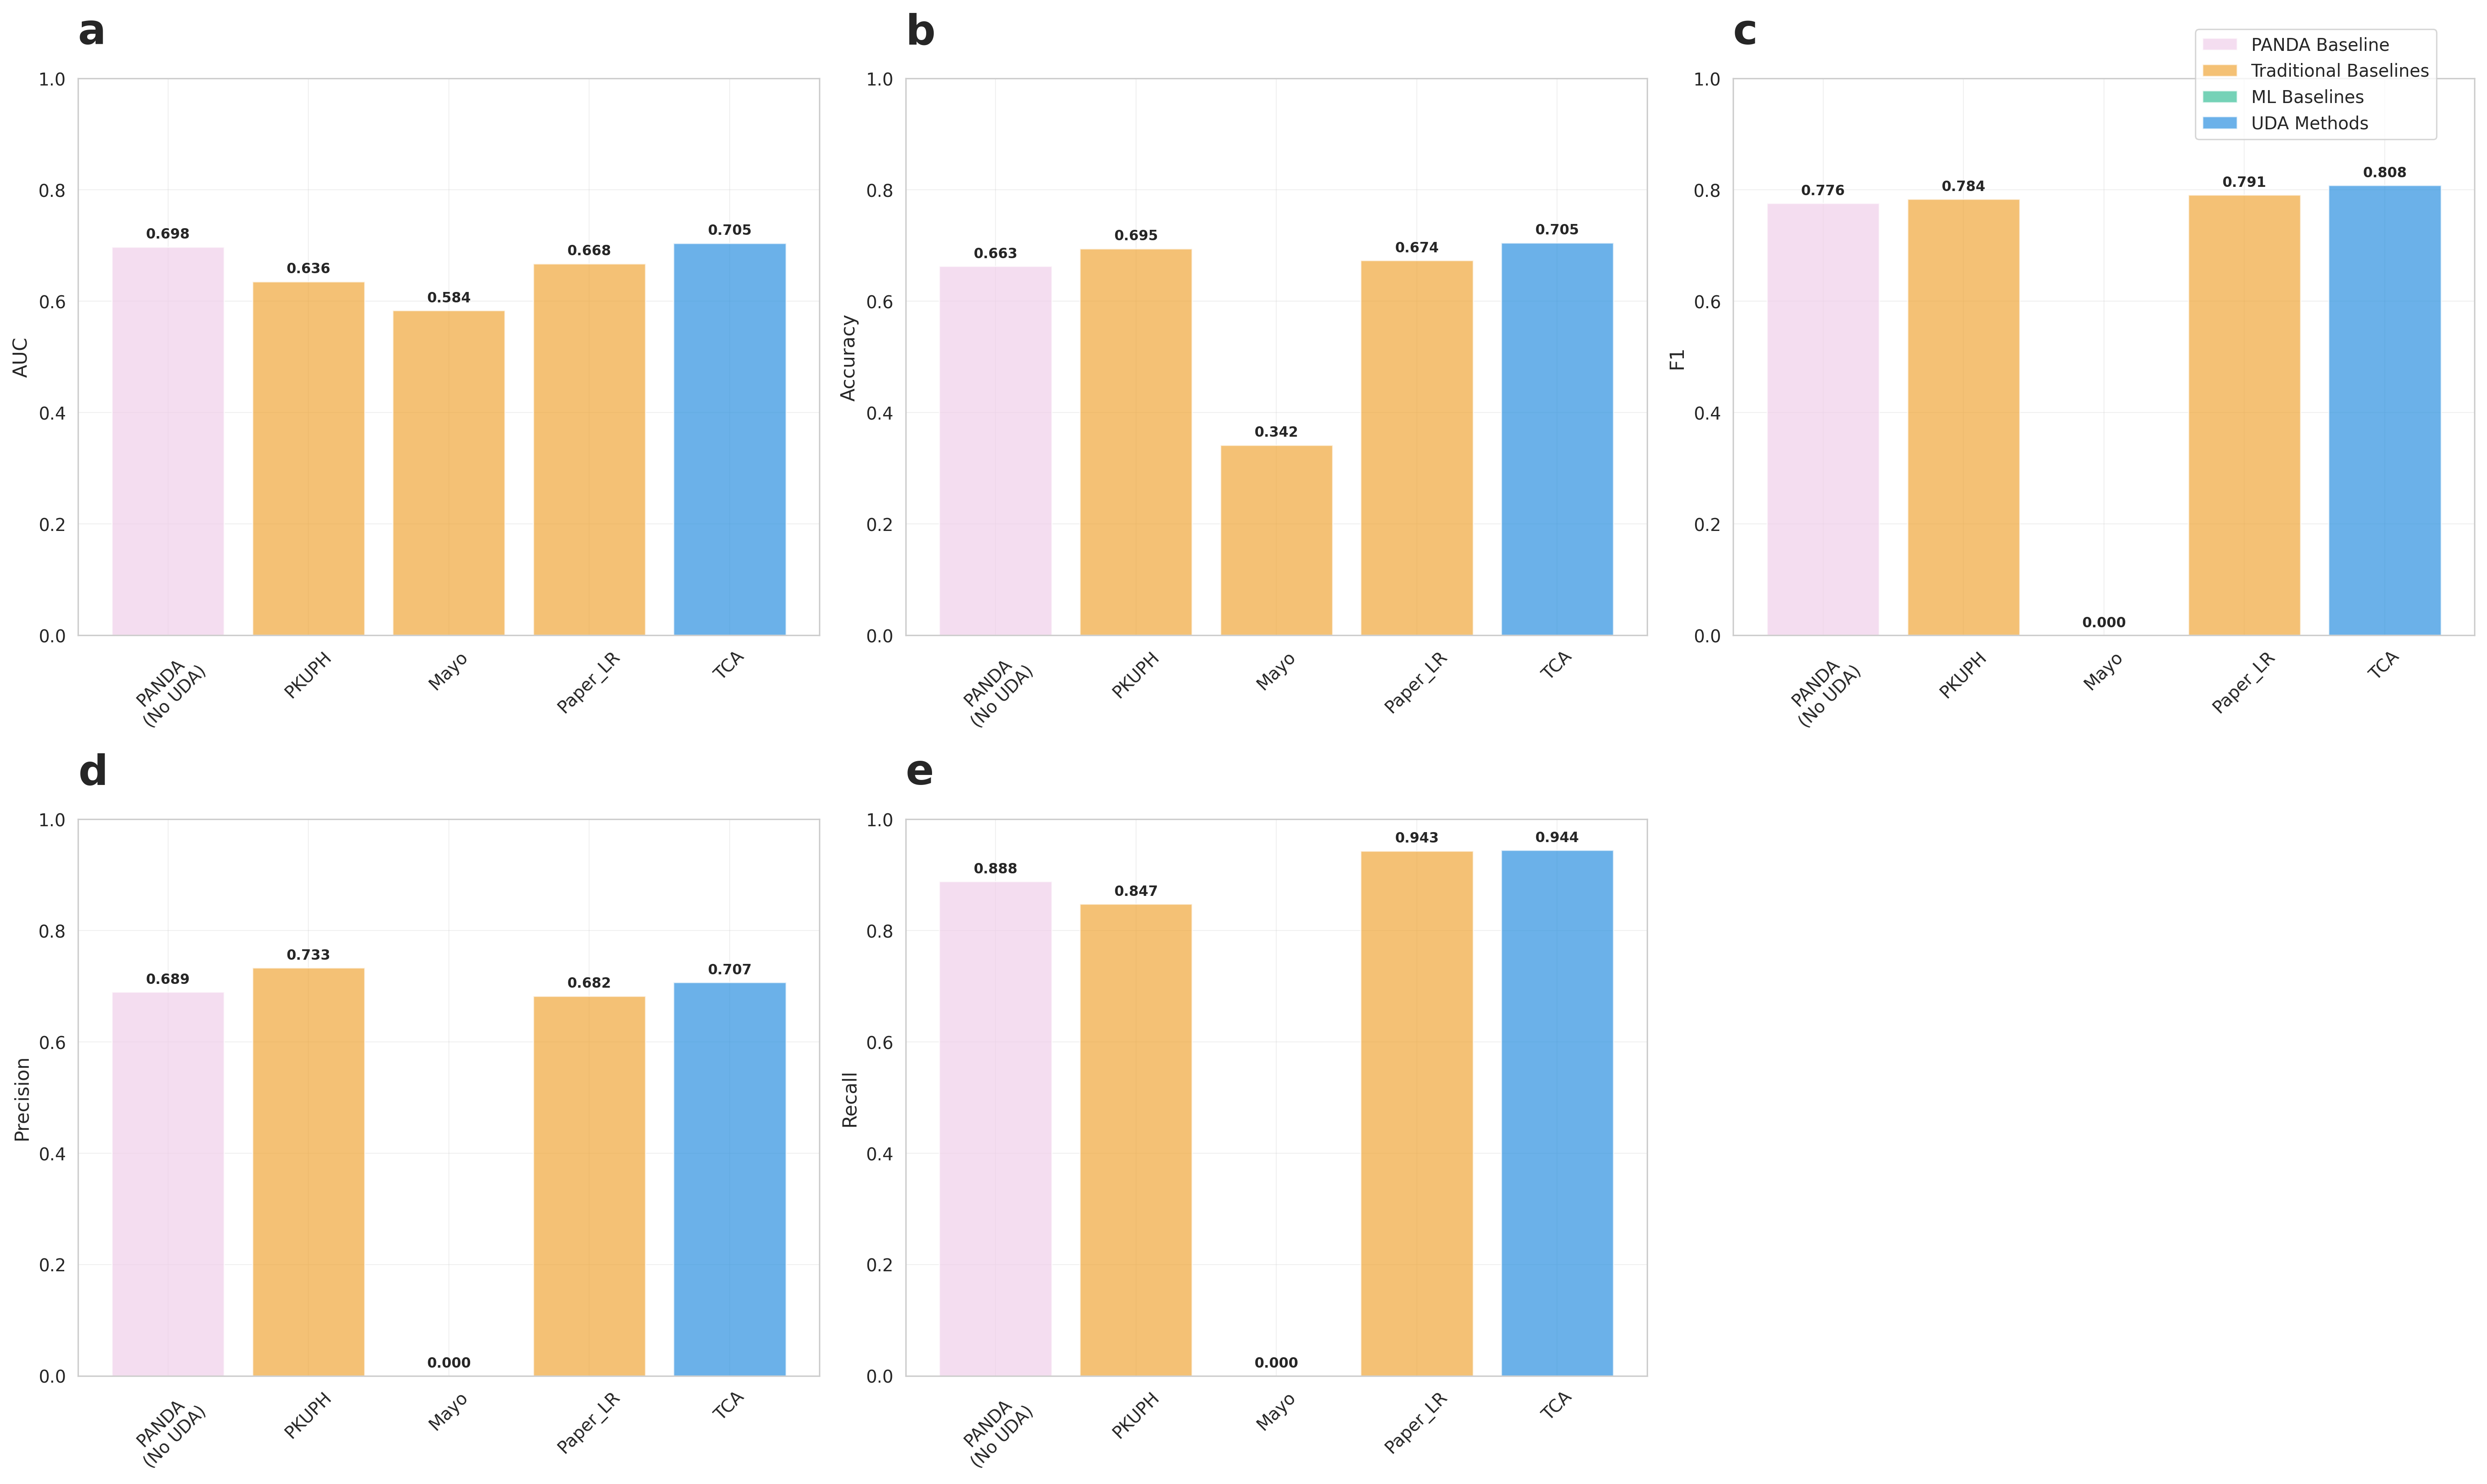 a
1.0
0.8
0.6
0.4
0.2
0.0
AUC
0.698
0.636
0.584
0.668
0.705
PANDA
(No UDA)
PKUPH
Mayo
Paper_LR
TCA
b
1.0
0.8
0.6
0.4
0.2
0.0
Accuracy
0.663
0.695
0.342
0.674
0.705
PANDA
(No UDA)
PKUPH
Mayo
Paper_LR
TCA
c
PANDA Baseline
Traditional Baselines
ML Baselines
UDA Methods
1.0
0.8
0.6
0.4
0.2
0.0
F1
0.776
0.784
0.000
0.791
0.808
PANDA
(No UDA)
PKUPH
Mayo
Paper_LR
TCA
d
1.0
0.8
0.6
0.4
0.2
0.0
Precision
0.689
0.733
0.000
0.682
0.707
PANDA
(No UDA)
PKUPH
Mayo
Paper_LR
TCA
e
1.0
0.8
0.6
0.4
0.2
0.0
Recall
0.888
0.847
0.000
0.943
0.944
PANDA
(No UDA)
PKUPH
Mayo
Paper_LR
TCA